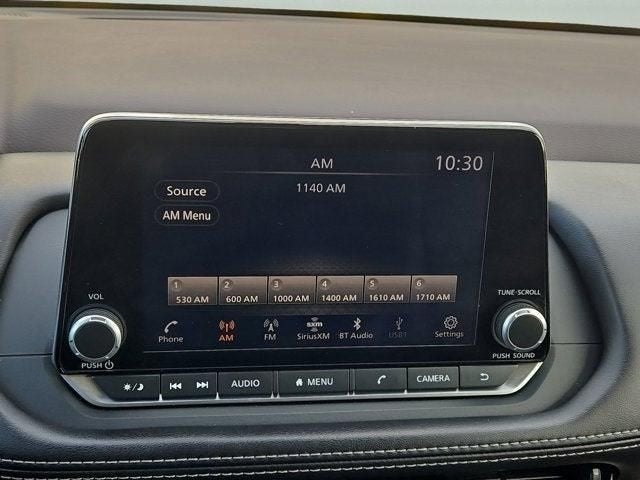 AM
10:30
Source
1140 AM
AM Menu
1 2 3 4 5 6
530 AM 600 AM 1000 AM 1400 AM 1610 AM 1710 AM
VOL
TUNE·SCROLL
sxm
Phone AM FM SiriusXM BT Audio USB1 Settings
PUSH
PUSH SOUND
AUDIO MENU CAMERA